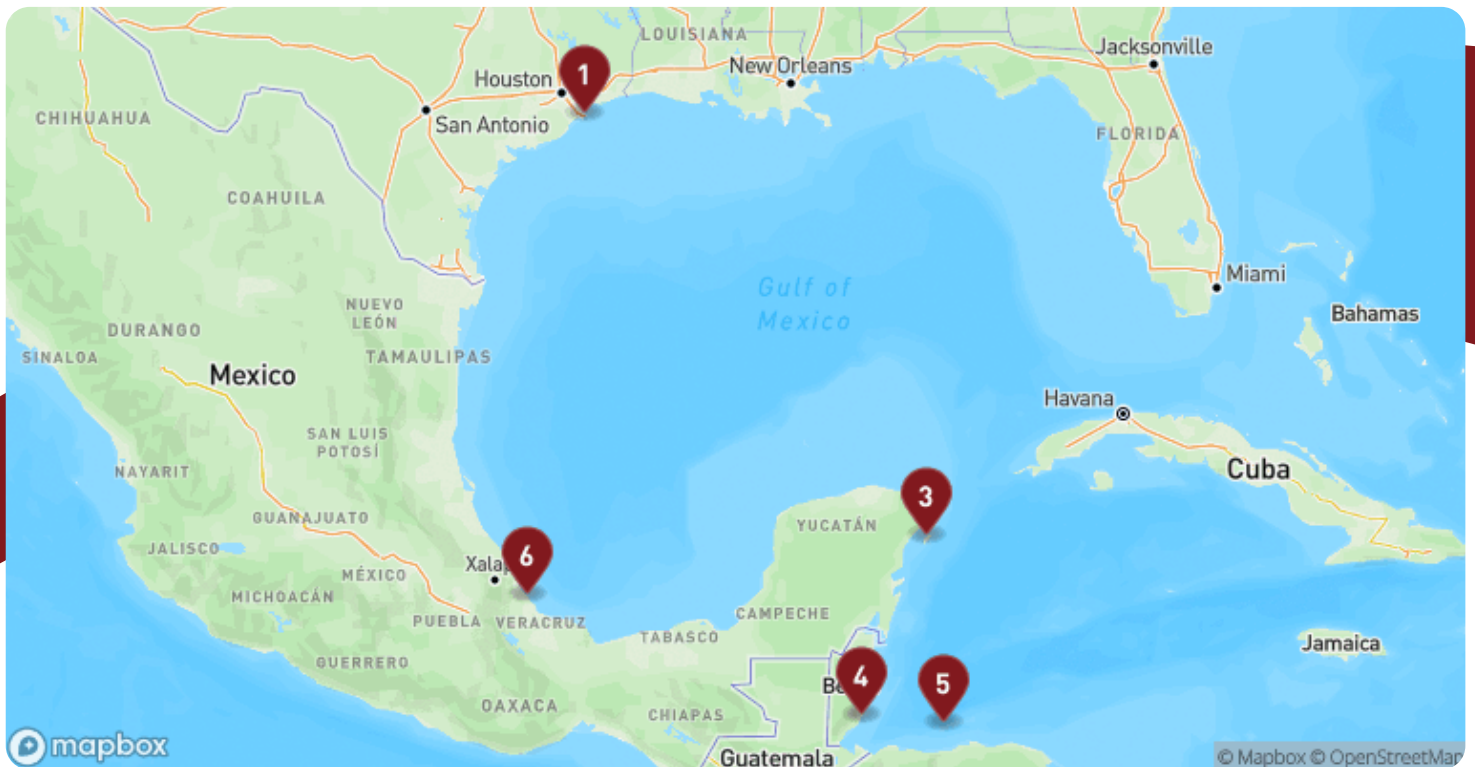 LOUISIANA
Jacksonville
New Orleans
Houston
1
CHIHUAHUA
San Antonio
FLORIDA
COAHUILA
Miami
Gulf of
Mexico
NUEVO
LEÓN
Bahamas
DURANGO
SINALOA
TAMAULIPAS
Mexico
Havana
SAN LUIS
POTOSÍ
NAYARIT
Cuba
3
GUANAJUATO
YUCATÁN
JALISCO
6
Xala
MÉXICO
MICHOACÁN
PUEBLA
VERACRUZ
CAMPECHE
TABASCO
Jamaica
GUERRERO
4
5
Be
OAXACA
CHIAPAS
mapbox
Guatemala
© Mapbox © OpenStreetMap